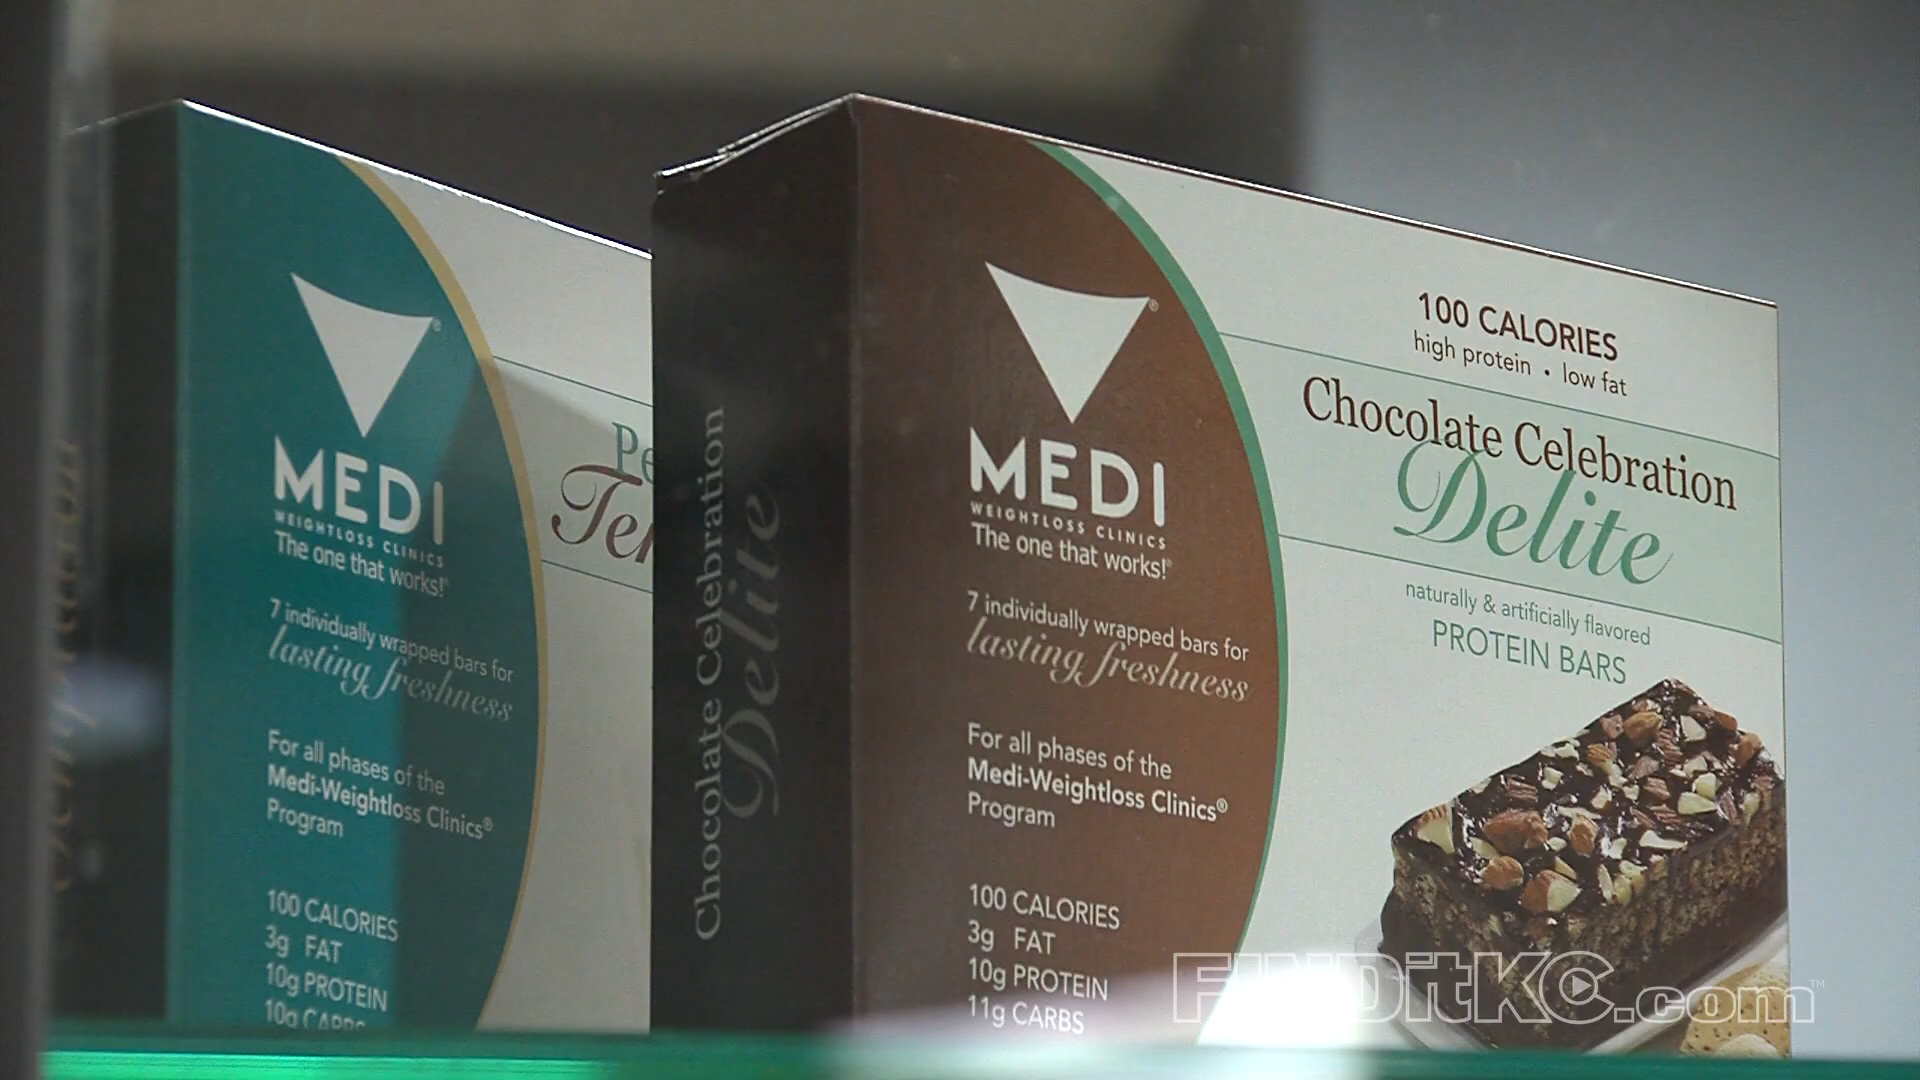 MEDI
WEIGHTLOSS CLINICS
The one that works!
7 individually wrapped bars for
lasting freshness
For all phases of the
Medi-Weightloss Clinics®
Program
100 CALORIES
3g FAT
10g PROTEIN
10g CARBS
Chocolate Celebration
Delite
MEDI
WEIGHTLOSS CLINICS
The one that works!®
7 individually wrapped bars for
lasting freshness
For all phases of the
Medi-Weightloss Clinics®
Program
100 CALORIES
3g FAT
10g PROTEIN
11g CARBS
100 CALORIES
high protein • low fat
Chocolate Celebration
Delite
naturally & artificially flavored
PROTEIN BARS
FINDitKC.com™